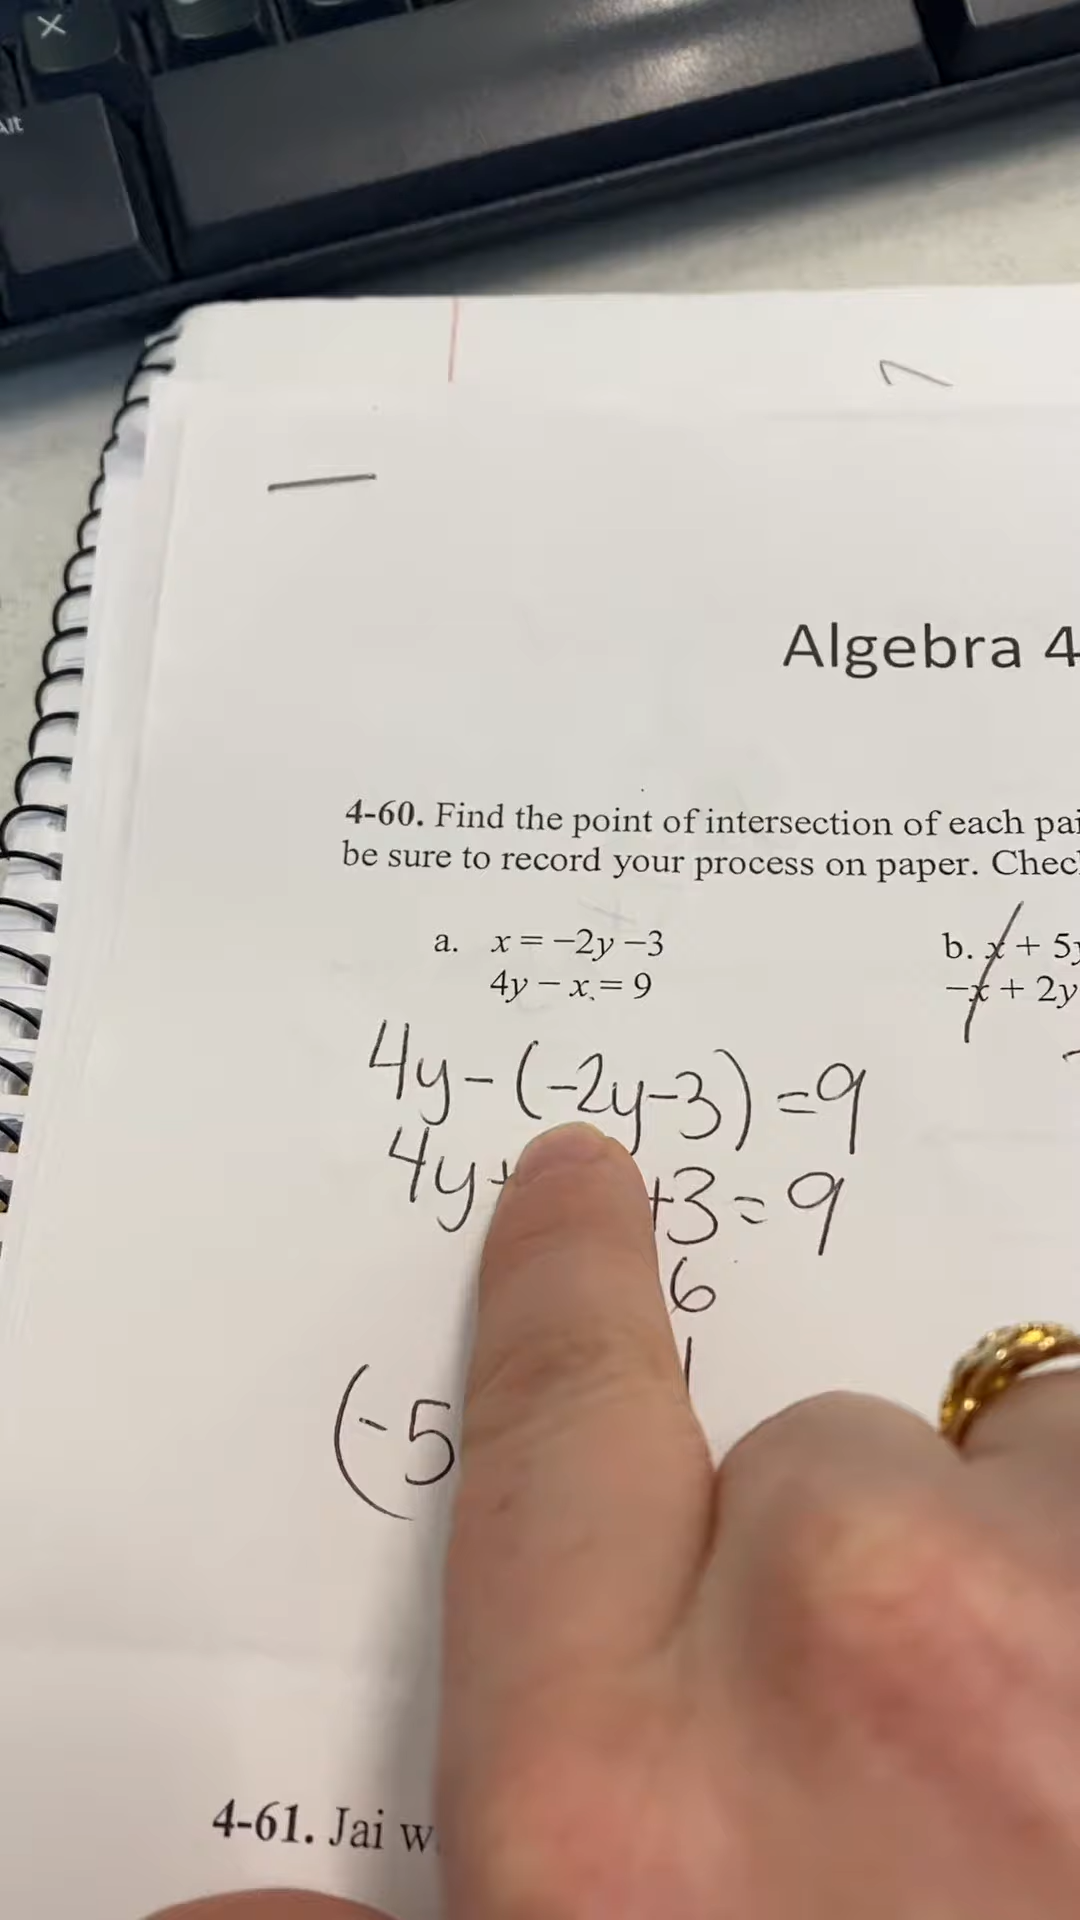 Alt
Algebra 4
4-60. Find the point of intersection of each pai
be sure to record your process on paper. Chec
a. x = −2y −3
4y − x = 9
b. x + 5y
−x + 2y
4y-(-2y-3)=9
4y+ +3=9
6
1
(-5
4-61. Jai w